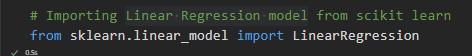 # Importing Linear Regression model from scikit learn
from sklearn.linear_model import LinearRegression
0.5s